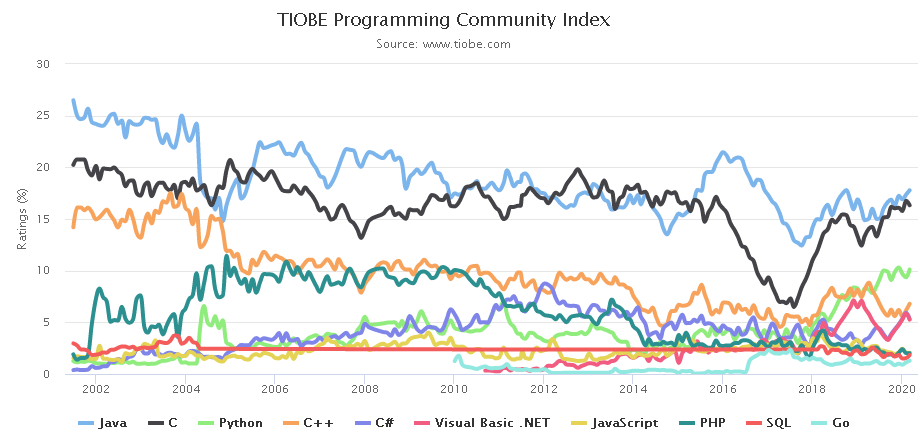 TIOBE Programming Community Index
Source: www.tiobe.com
Ratings (%)
30
25
20
15
10
5
0
2002 2004 2006 2008 2010 2012 2014 2016 2018 2020
Java C Python C++ C# Visual Basic .NET JavaScript PHP SQL Go